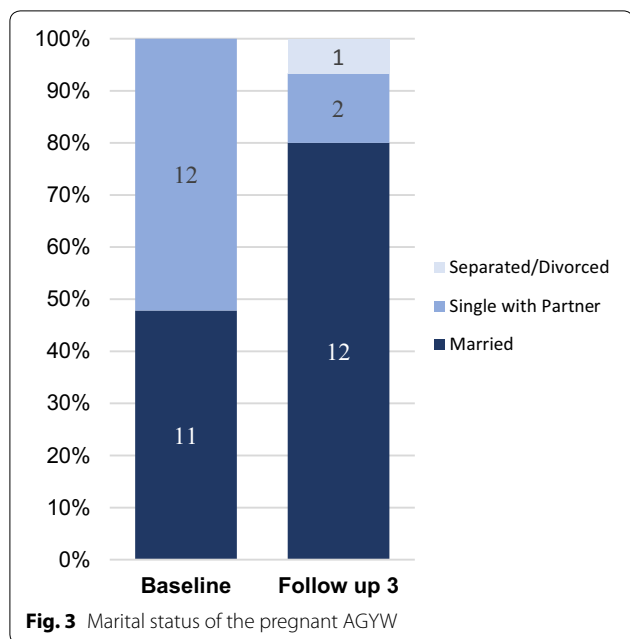 100%
90%
80%
70%
60%
50%
40%
30%
20%
10%
0%
12
11
1
2
12
Separated/Divorced
Single with Partner
Married
Baseline
Follow up 3
Fig. 3 Marital status of the pregnant AGYW